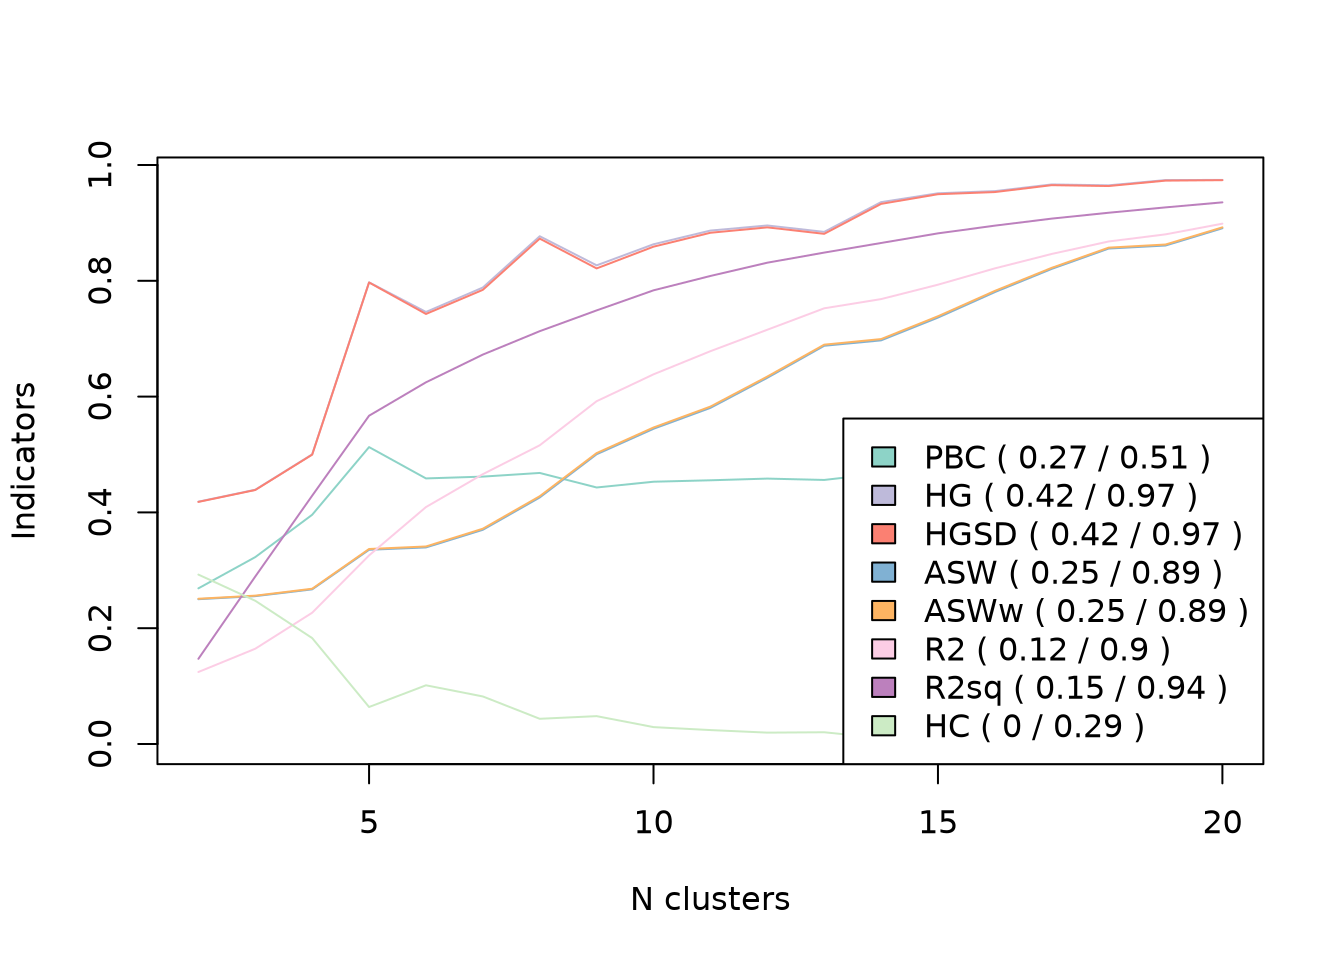 1.0
0.8
0.6
0.4
0.2
0.0
Indicators
PBC ( 0.27 / 0.51 )
HG ( 0.42 / 0.97 )
HGSD ( 0.42 / 0.97 )
ASW ( 0.25 / 0.89 )
ASWw ( 0.25 / 0.89 )
R2 ( 0.12 / 0.9 )
R2sq ( 0.15 / 0.94 )
HC ( 0 / 0.29 )
5 10 15 20
N clusters